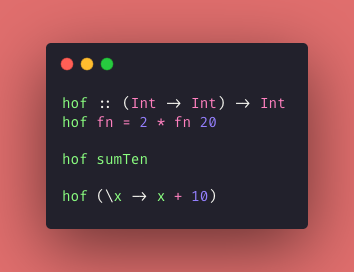 hof :: (Int -> Int) -> Int
hof fn = 2 * fn 20
hof sumTen
hof (\x -> x + 10)